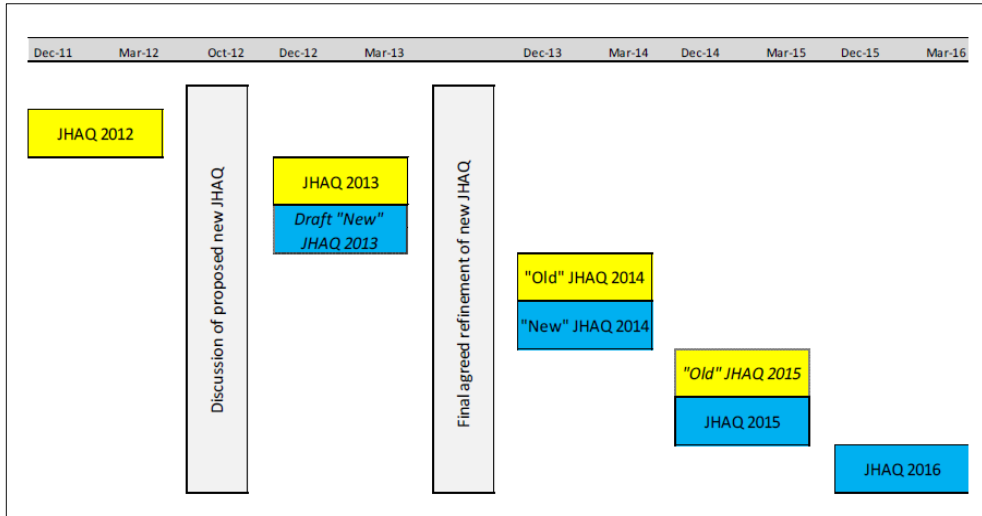 Dec-11 Mar-12 Oct-12 Dec-12 Mar-13 Dec-13 Mar-14 Dec-14 Mar-15 Dec-15 Mar-16
JHAQ 2012
Discussion of proposed new JHAQ
JHAQ 2013
Draft "New"
JHAQ 2013
Final agreed refinement of new JHAQ
"Old" JHAQ 2014
"New" JHAQ 2014
"Old" JHAQ 2015
JHAQ 2015
JHAQ 2016